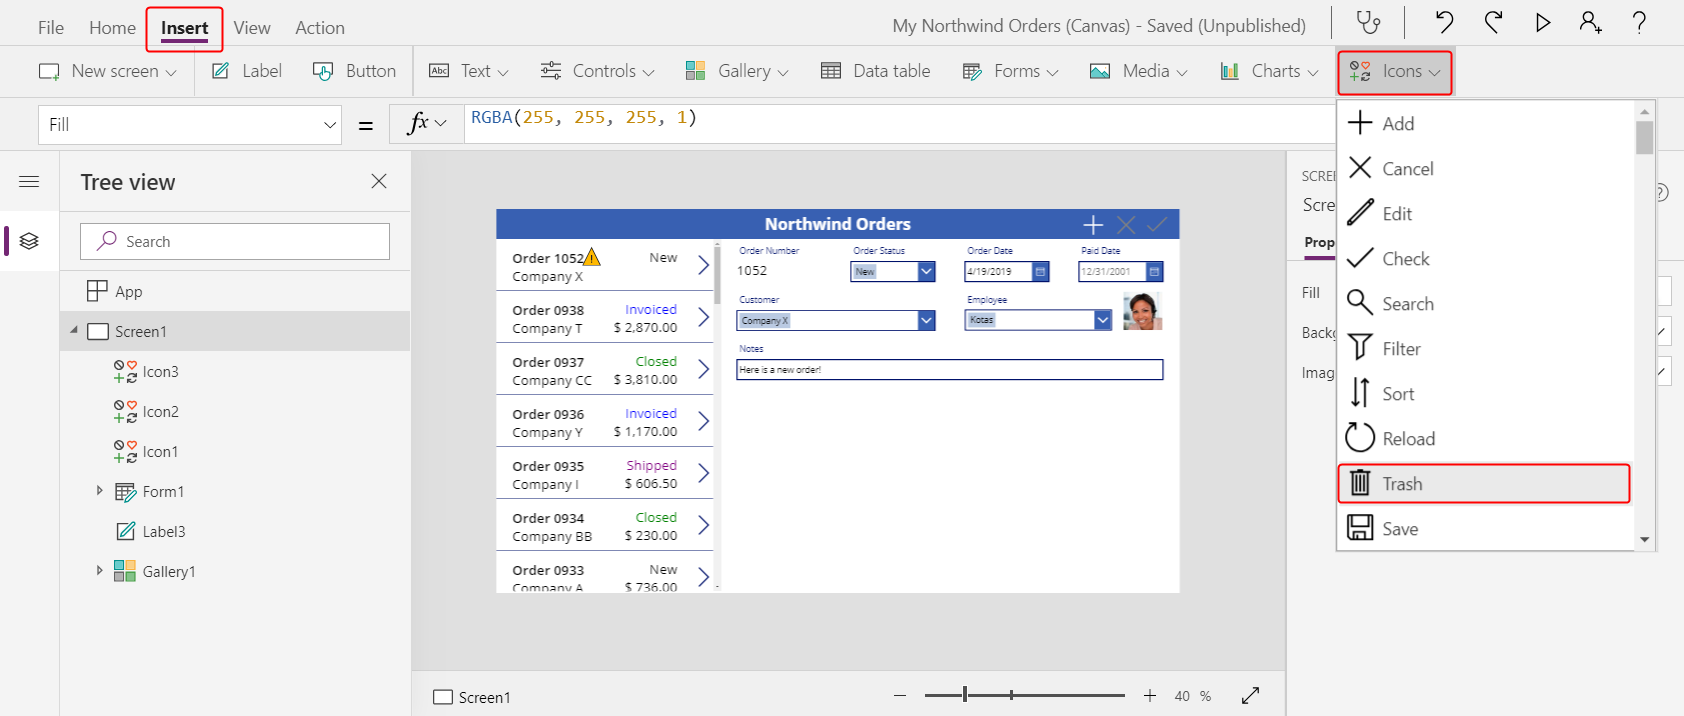 File Home Insert View Action
My Northwind Orders (Canvas) - Saved (Unpublished)
New screen Label Button Text Controls Gallery Data table Forms Media Charts Icons
Fill = fx RGBA(255, 255, 255, 1)
Tree view
Search
App
Screen1
Icon3
Icon2
Icon1
Form1
Label3
Gallery1
Northwind Orders
Order 1052 New
Company X
Order 0938 Invoiced
Company T $ 2,870.00
Order 0937 Closed
Company CC $ 3,810.00
Order 0936 Invoiced
Company Y $ 1,170.00
Order 0935 Shipped
Company I $ 606.50
Order 0934 Closed
Company BB $ 230.00
Order 0933 New
Company A $ 736.00
Order Number Order Status Order Date Paid Date
1052 New 4/19/2019 12/31/2001
Customer Employee
Company X Kotas
Notes
Here is a new order!
Screen1
40 %
SCREE
Scre
Prop
Fill
Backg
Imag
Add
Cancel
Edit
Check
Search
Filter
Sort
Reload
Trash
Save